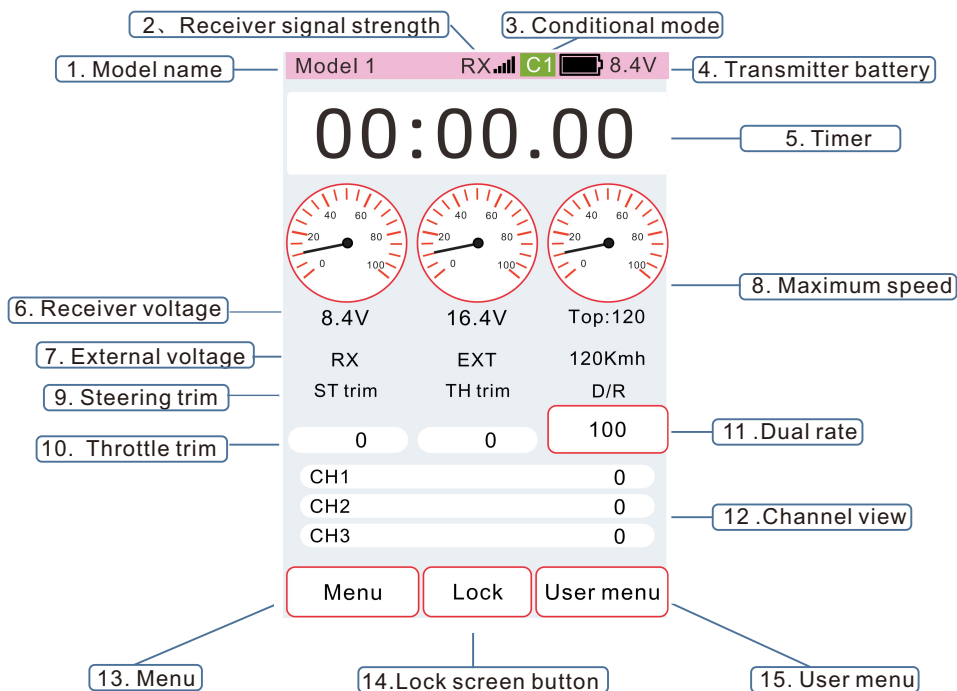 2、Receiver signal strength
3. Conditional mode
1. Model name
Model 1 RX C1 8.4V
4. Transmitter battery
00:00.00
5. Timer
0 20 40 60 80 100
0 20 40 60 80 100
0 20 40 60 80 100
8. Maximum speed
6. Receiver voltage
8.4V 16.4V Top:120
7. External voltage
RX EXT 120Kmh
9. Steering trim
ST trim TH trim D/R
10. Throttle trim
0 0 100
11 .Dual rate
CH1 0
CH2 0
12 .Channel view
CH3 0
Menu Lock User menu
13. Menu
14.Lock screen button
15. User menu